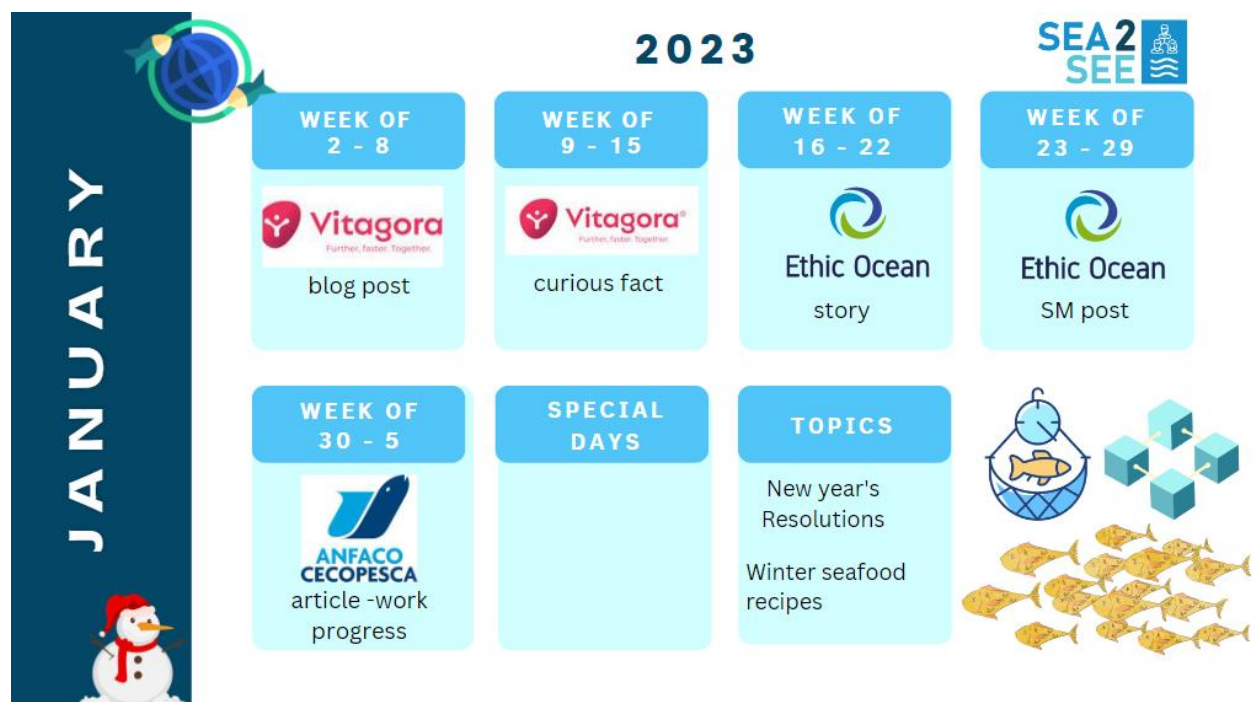 JANUARY
2023
SEA2
SEE
WEEK OF
2 - 8
Vitagora
Further, faster. Together.
blog post
WEEK OF
9 - 15
Vitagora®
Further, faster. Together.
curious fact
WEEK OF
16 - 22
Ethic Ocean
story
WEEK OF
23 - 29
Ethic Ocean
SM post
WEEK OF
30 - 5
ANFACO
CECOPESCA
article -work
progress
SPECIAL
DAYS
TOPICS
New year's
Resolutions
Winter seafood
recipes